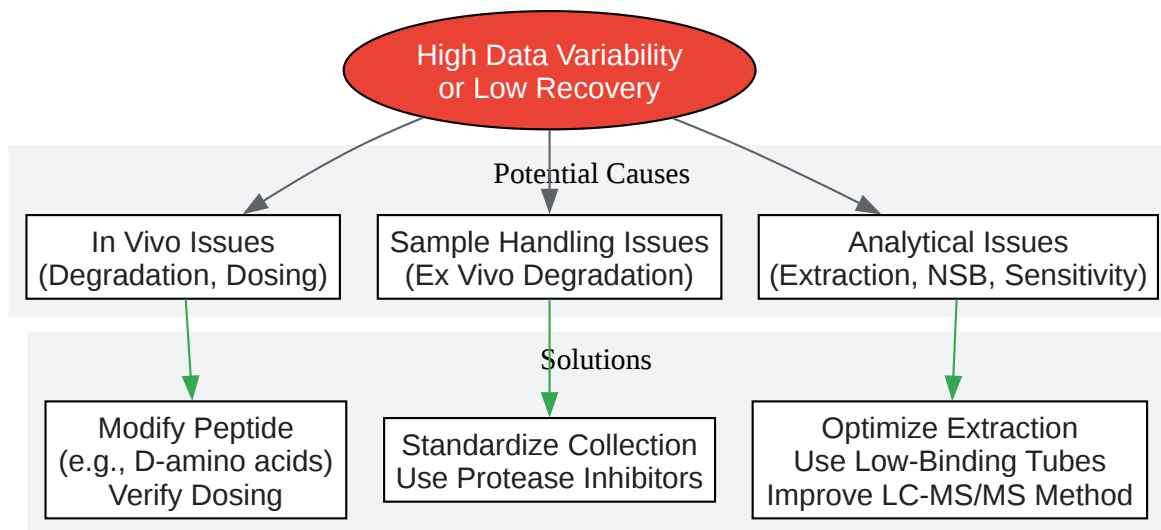 High Data Variability
or Low Recovery
Potential Causes
In Vivo Issues
(Degradation, Dosing)
Sample Handling Issues
(Ex Vivo Degradation)
Analytical Issues
(Extraction, NSB, Sensitivity)
Solutions
Modify Peptide
(e.g., D-amino acids)
Verify Dosing
Standardize Collection
Use Protease Inhibitors
Optimize Extraction
Use Low-Binding Tubes
Improve LC-MS/MS Method